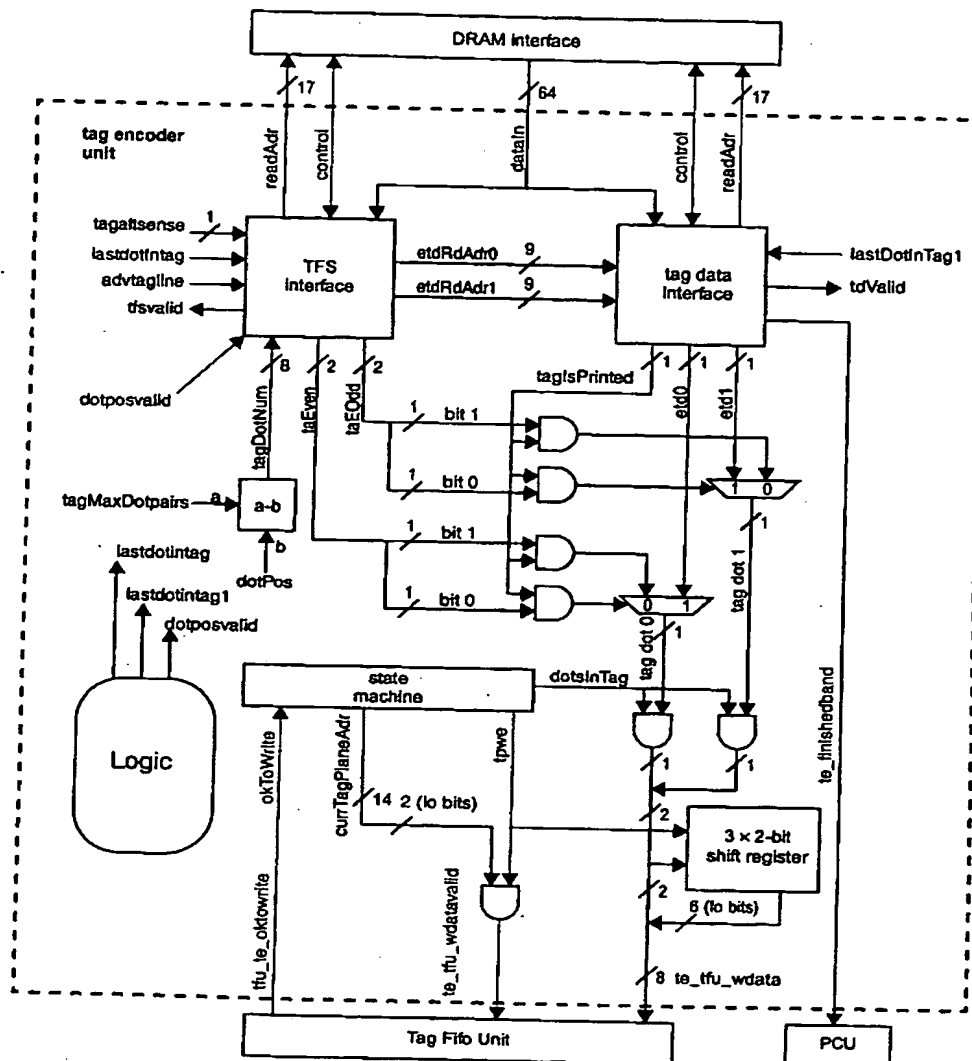 DRAM interface
17
64
17
tag encoder
unit
readAdr
control
dataIn
control
readAdr
tagaltsense
1
lastdotintag
advtagline
tfsvalid
dotposvalid
TFS
interface
etdRdAdr0
9
etdRdAdr1
9
tag data
interface
lastDotInTag1
tdValid
8
2
2
tagIsPrinted
1
1
1
tagDotNum
taEven
taEOdd
etd0
etd1
1
bit 1
1
bit 0
1
bit 1
1
bit 0
tagMaxDotpairs
a
a-b
b
dotPos
1
0
1
tag dot 1
0
1
tag dot 0
1
lastdotintag
lastdotintag1
dotposvalid
Logic
state
machine
dotsInTag
okToWrite
currTagPlaneAdr
14
2 (lo bits)
tpwe
1
1
2
3 × 2-bit
shift register
2
6 (lo bits)
te_finishedband
tfu_te_oktowrite
te_tfu_wdatavalid
8
te_tfu_wdata
Tag Fifo Unit
PCU